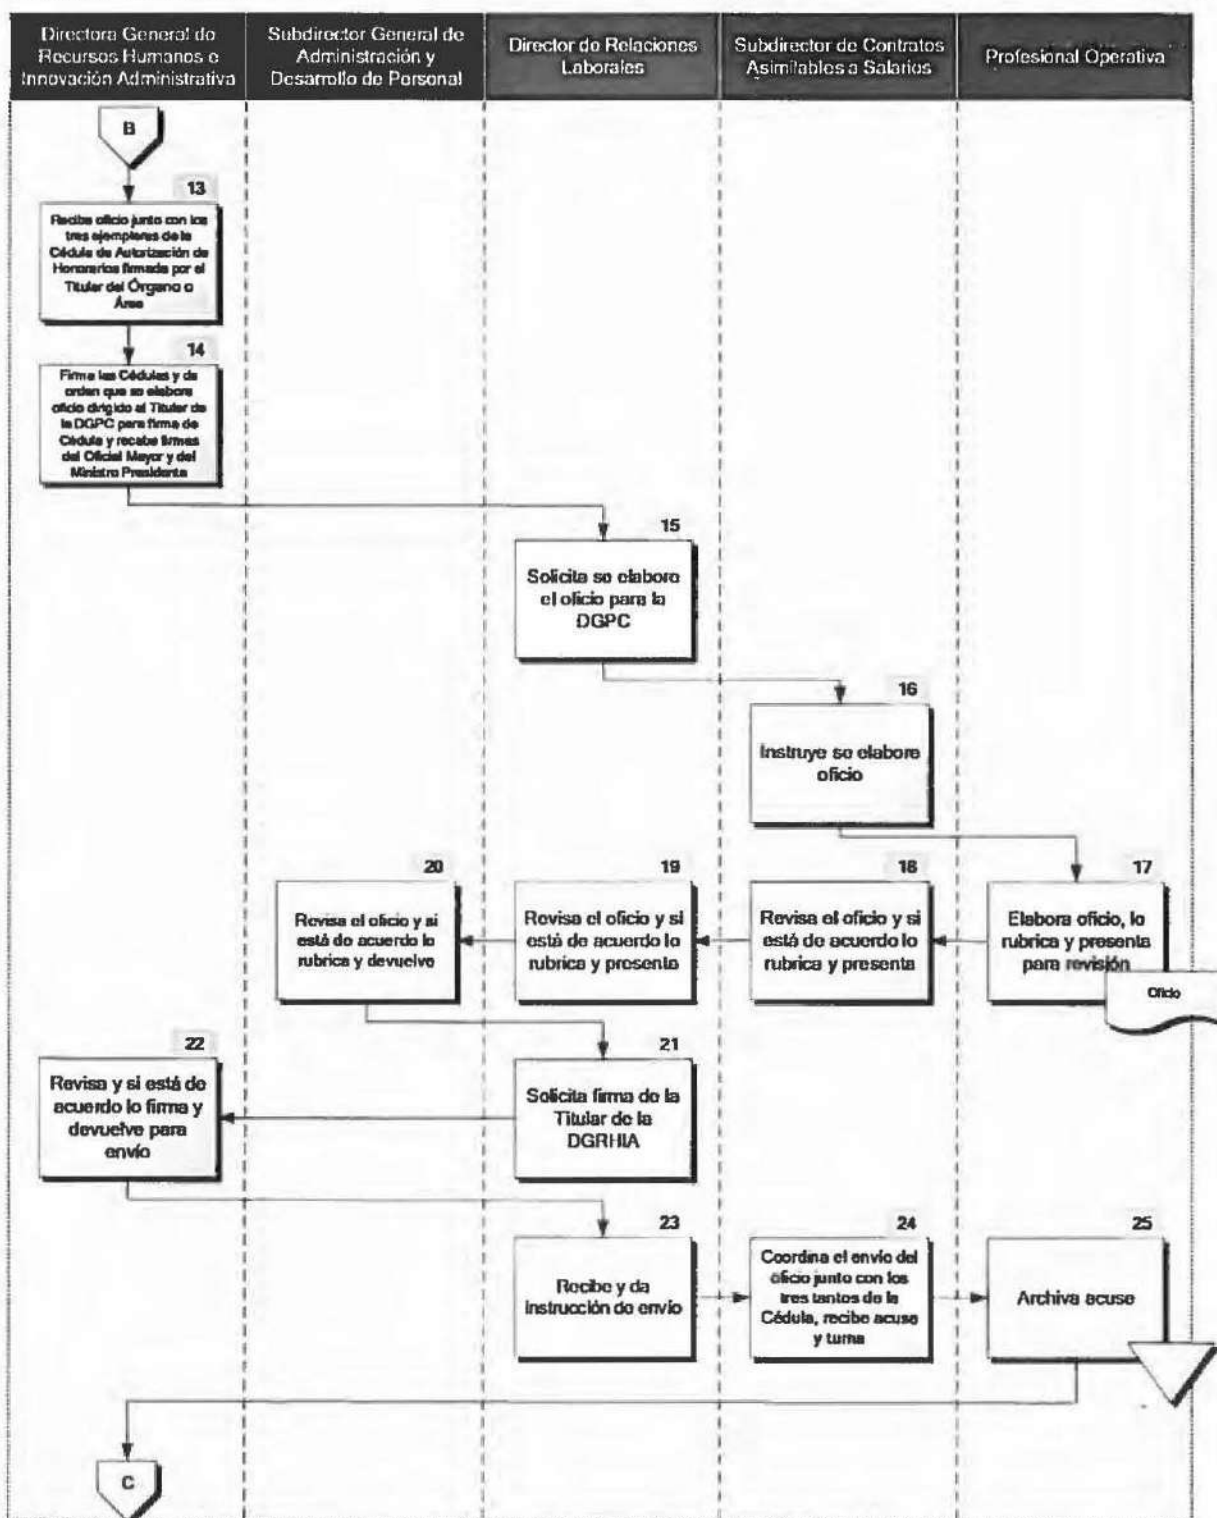 Directora General de
Recursos Humanos e
Innovación Administrativa
Subdirector General de
Administración y
Desarrollo de Personal
Director de Relaciones
Laborales
Subdirector de Contratos
Asimilables a Salarios
Profesional Operativa
B
13
Recibe oficio junto con los
tres ejemplares de la
Cédula de Autorización de
Honorarios firmada por el
Titular del Órgano o
Área
14
Firma las Cédulas y da
orden que se elabore
oficio dirigido al Titular de
la DGPC para firma de
Cédula y recabe firmas
del Oficial Mayor y del
Ministro Presidente
15
Solicita se elabore
el oficio para la
DGPC
16
Instruye se elabore
oficio
17
Elabora oficio, lo
rubrica y presenta
para revisión
Oficio
18
Revisa el oficio y si
está de acuerdo lo
rubrica y presenta
19
Revisa el oficio y si
está de acuerdo lo
rubrica y presenta
20
Revisa el oficio y si
está de acuerdo lo
rubrica y devuelve
21
Solicita firma de la
Titular de la
DGRHIA
22
Revisa y si está de
acuerdo lo firma y
devuelve para
envío
23
Recibe y da
instrucción de envío
24
Coordina el envío del
oficio junto con los
tres tantos de la
Cédula, recibe acuse
y turna
25
Archiva acuse
C